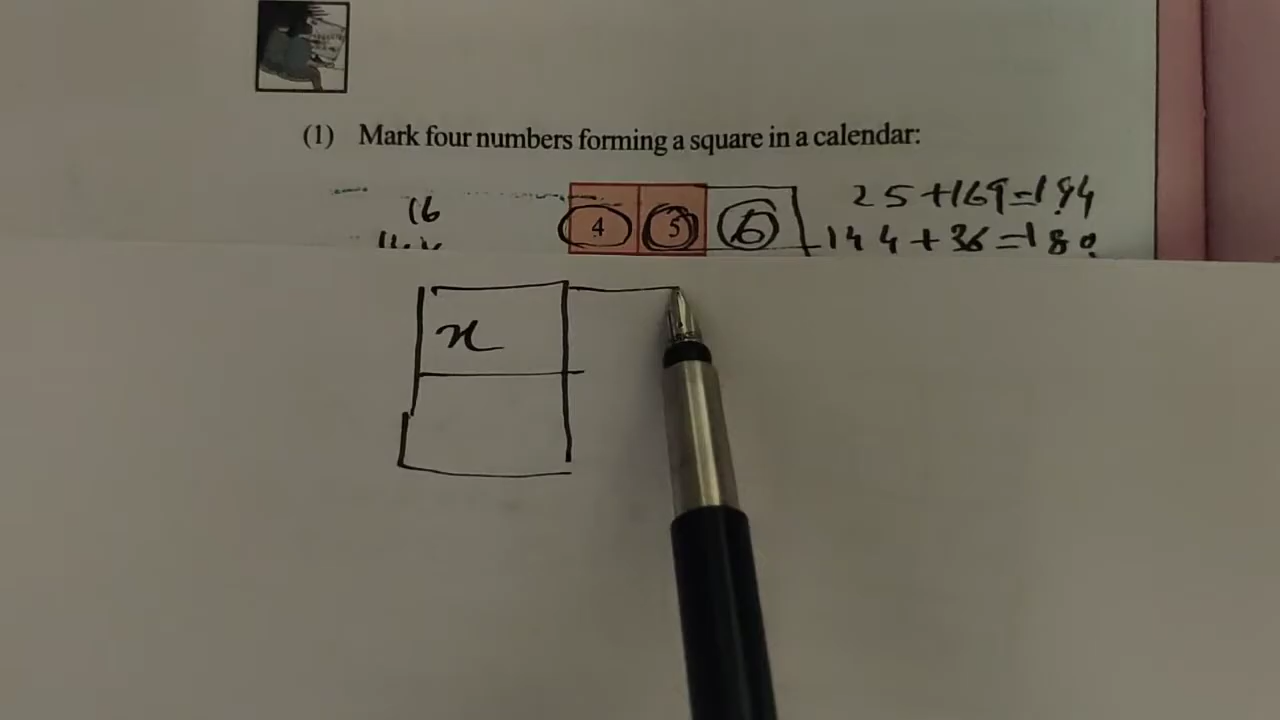 (1) Mark four numbers forming a square in a calendar:
16 4 5 6 25+169=194
144+36=180
x